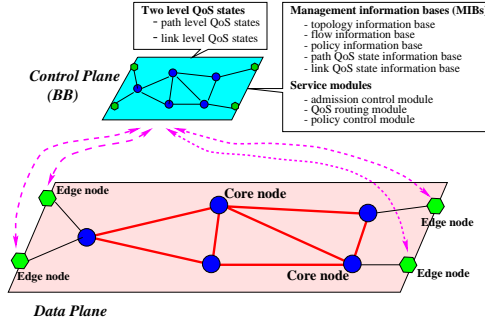 Two level QoS states
- path level QoS states
- link level QoS states
Management information bases (MIBs)
- topology information base
- flow information base
- policy information base
- path QoS state information base
- link QoS state information base
Service modules
- admission control module
- QoS routing module
- policy control module
Control Plane
(BB)
Edge node
Core node
Edge node
Edge node
Core node
Edge node
Data Plane